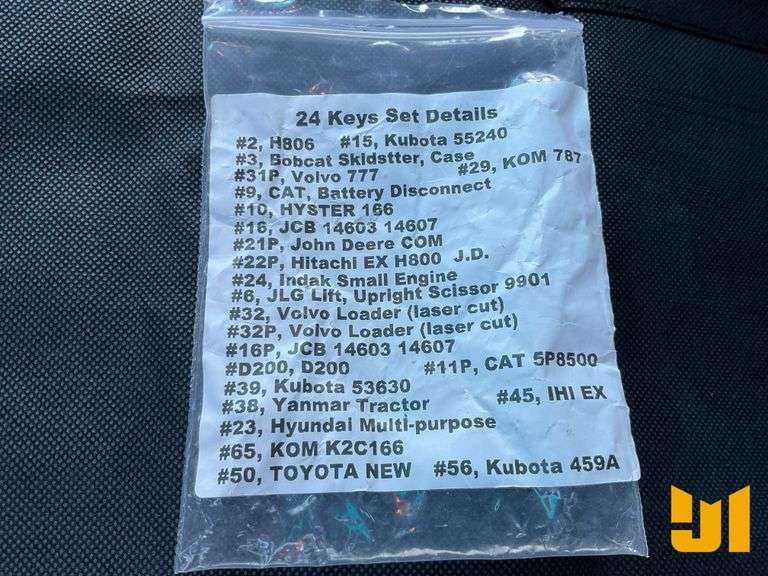 24 Keys Set Details
#2, H806 #15, Kubota 55240
#3, Bobcat Skidstter, Case
#31P, Volvo 777 #29, KOM 787
#9, CAT, Battery Disconnect
#10, HYSTER 166
#16, JCB 14603 14607
#21P, John Deere COM
#22P, Hitachi EX H800 J.D.
#24, Indak Small Engine
#6, JLG Lift, Upright Scissor 9901
#32, Volvo Loader (laser cut)
#32P, Volvo Loader (laser cut)
#16P, JCB 14603 14607
#D200, D200 #11P, CAT 5P8500
#39, Kubota 53630
#38, Yanmar Tractor #45, IHI EX
#23, Hyundai Multi-purpose
#65, KOM K2C166
#50, TOYOTA NEW #56, Kubota 459A